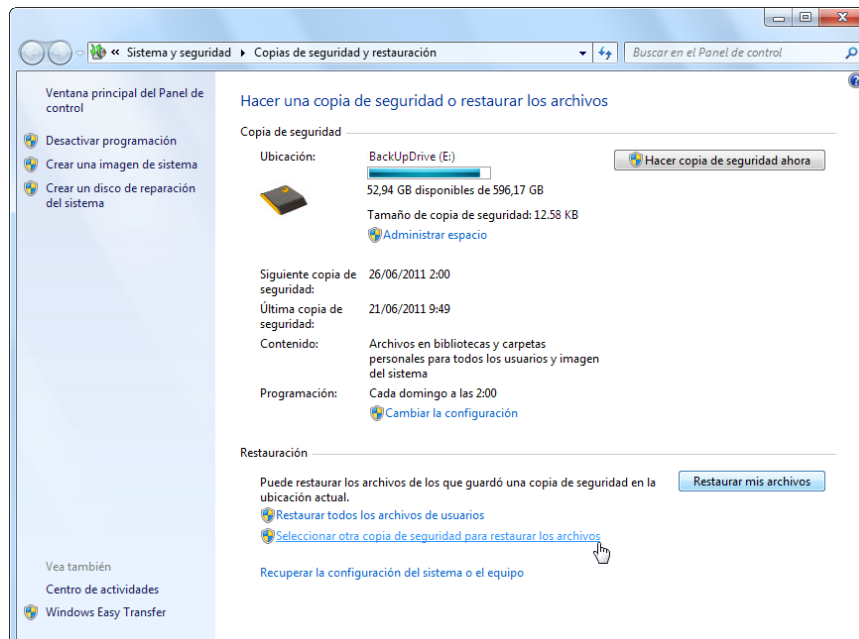 « Sistema y seguridad ▸ Copias de seguridad y restauración
Buscar en el Panel de control
Ventana principal del Panel de
control
Desactivar programación
Crear una imagen de sistema
Crear un disco de reparación
del sistema
Hacer una copia de seguridad o restaurar los archivos
Copia de seguridad
Ubicación:
BackUpDrive (E:)
Hacer copia de seguridad ahora
52,94 GB disponibles de 596,17 GB
Tamaño de copia de seguridad: 12.58 KB
Administrar espacio
Siguiente copia de
seguridad:
26/06/2011 2:00
Última copia de
seguridad:
21/06/2011 9:49
Contenido:
Archivos en bibliotecas y carpetas
personales para todos los usuarios y imagen
del sistema
Programación:
Cada domingo a las 2:00
Cambiar la configuración
Restauración
Puede restaurar los archivos de los que guardó una copia de seguridad en la
ubicación actual.
Restaurar mis archivos
Restaurar todos los archivos de usuarios
Seleccionar otra copia de seguridad para restaurar los archivos
Recuperar la configuración del sistema o el equipo
Vea también
Centro de actividades
Windows Easy Transfer